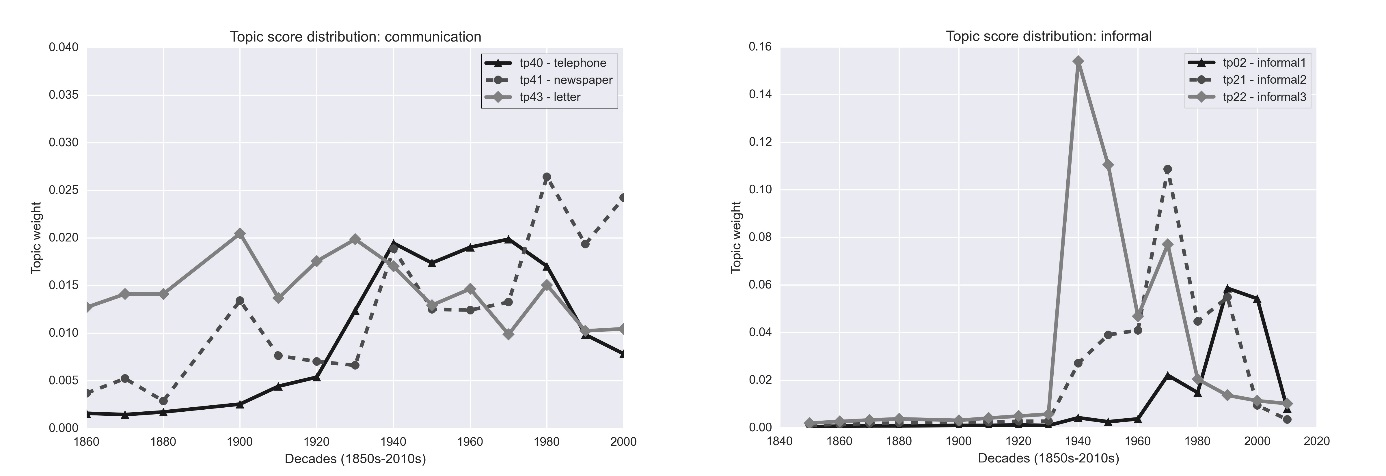 Topic score distribution: communication
0.040
0.035
0.030
0.025
0.020
0.015
0.010
0.005
0.000
Topic weight
tp40 - telephone
tp41 - newspaper
tp43 - letter
1860 1880 1900 1920 1940 1960 1980 2000
Decades (1850s-2010s)
Topic score distribution: informal
0.16
0.14
0.12
0.10
0.08
0.06
0.04
0.02
0.00
Topic weight
tp02 - informal1
tp21 - informal2
tp22 - informal3
1840 1860 1880 1900 1920 1940 1960 1980 2000 2020
Decades (1850s-2010s)